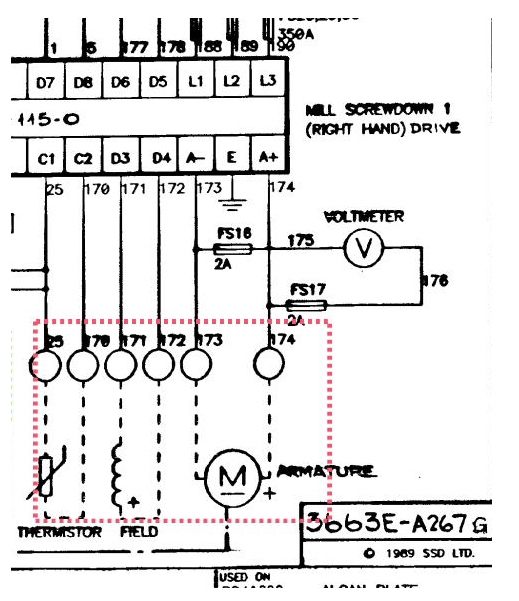 350A
1 6 177 178 188 189 190
D7 D8 D6 D5 L1 L2 L3
115-0
MILL SCREWDOWN 1
(RIGHT HAND) DRIVE
C1 C2 D3 D4 A- E A+
25 170 171 172 173 174
VOLTMETER
FS16
175
V
2A
176
FS17
2A
25 170 171 172 173 174
M
ARMATURE
+
+
3663E-A267G
THERMISTOR FIELD
© 1989 SSD LTD.
USED ON